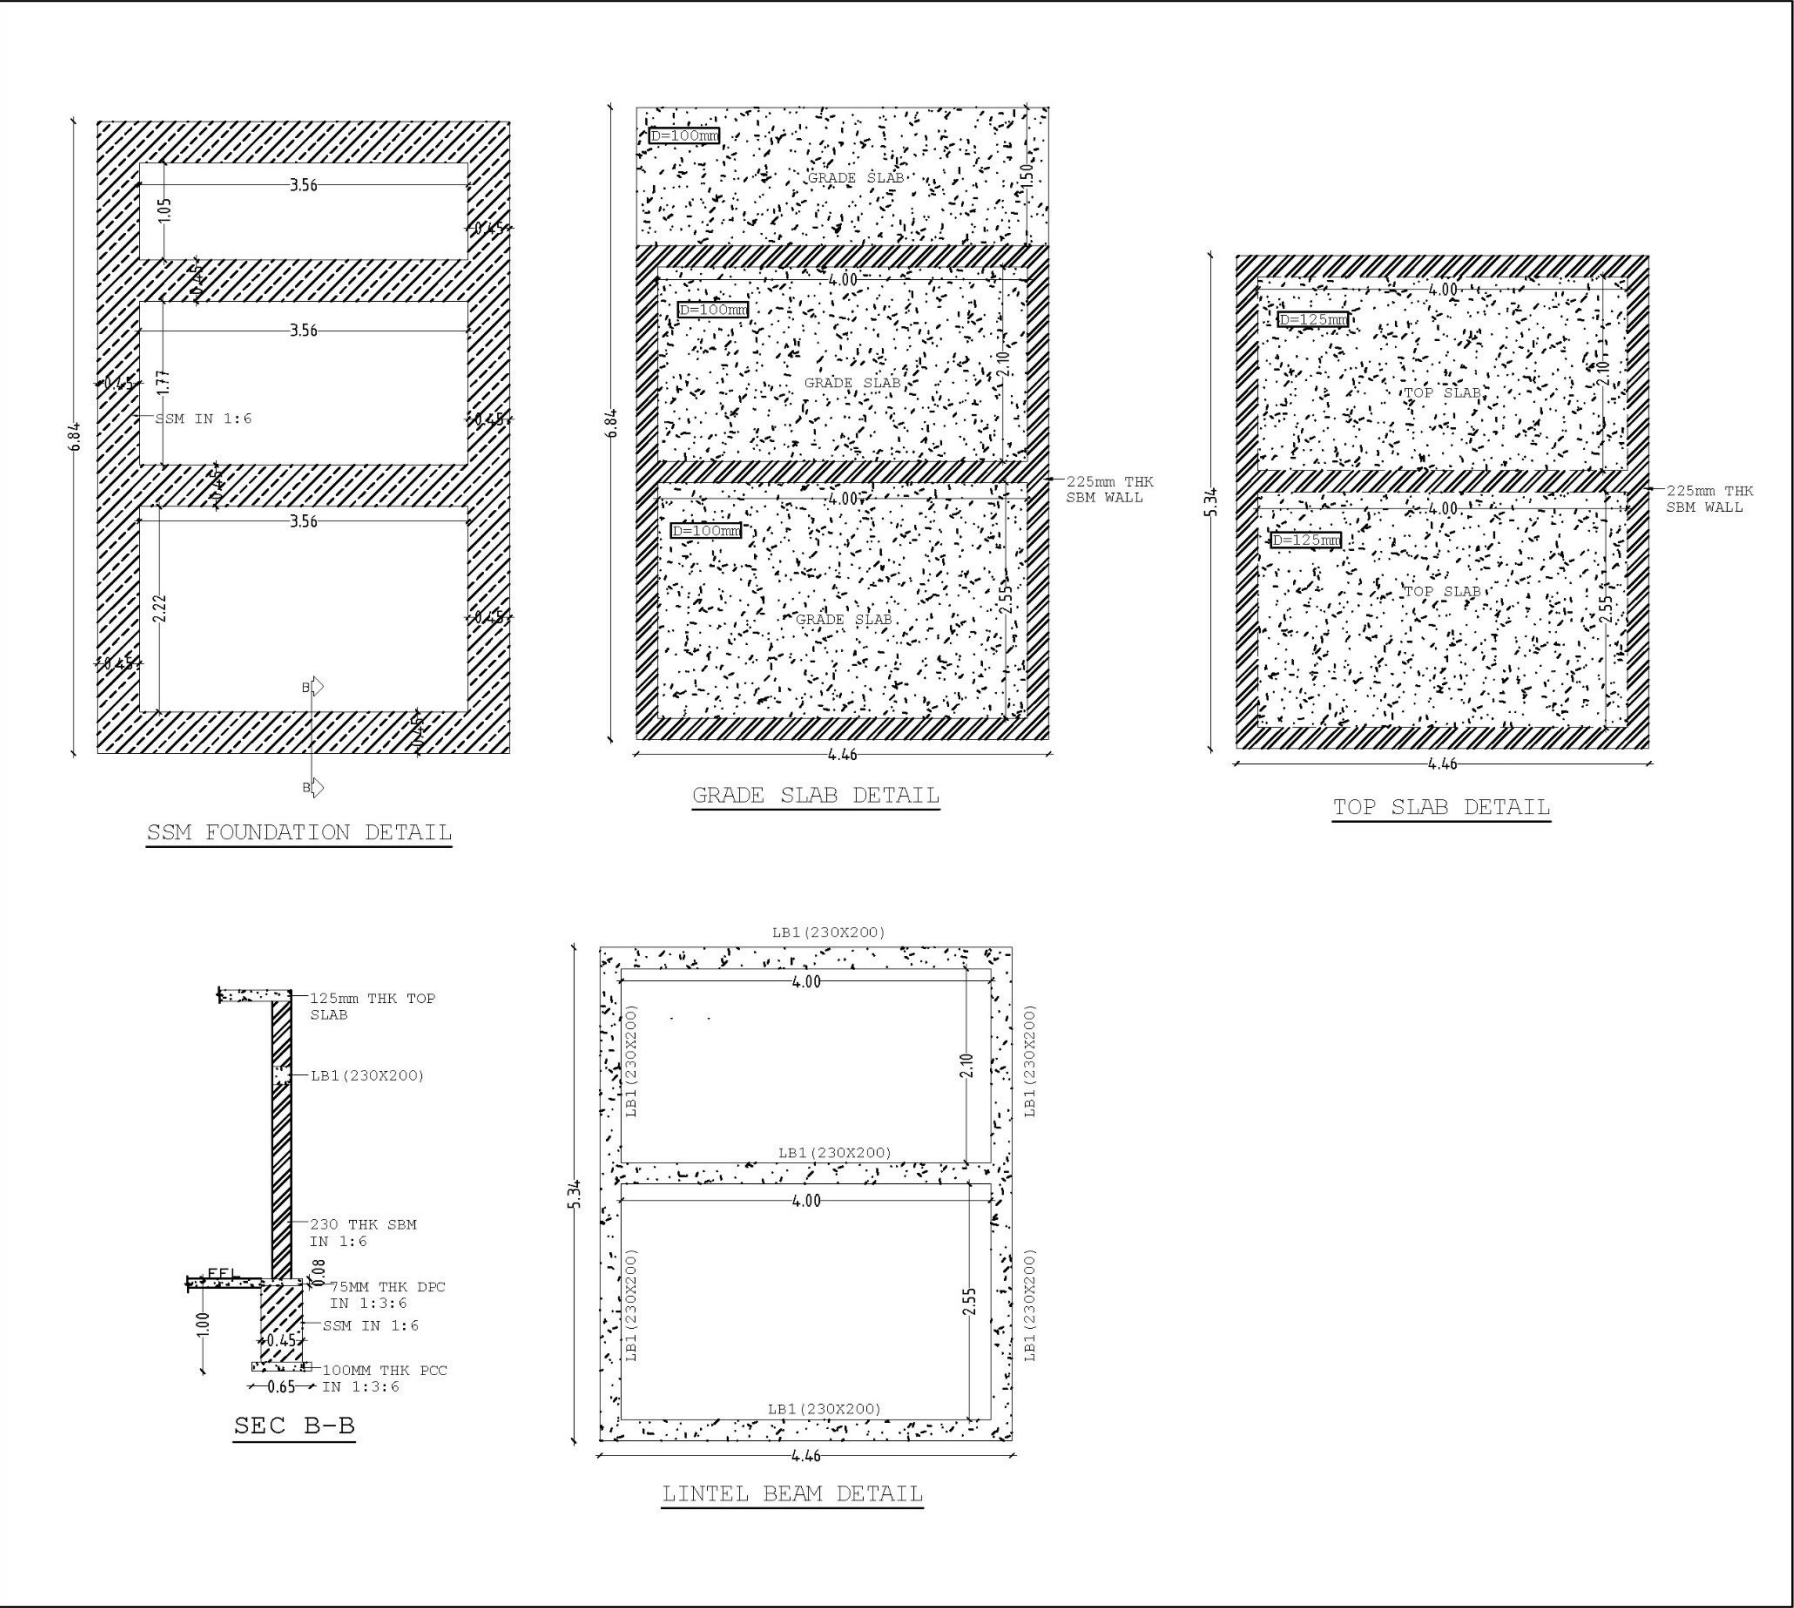 3.56
1.05
0.45
0.45
3.56
0.45
1.77
SSM IN 1:6
0.45
6.84
0.45
3.56
2.22
0.45
0.45
B
0.45
B
SSM FOUNDATION DETAIL
D=100mm
GRADE SLAB
1.50
4.00
D=100mm
2.10
GRADE SLAB
6.84
225mm THK
SBM WALL
4.00
D=100mm
2.55
GRADE SLAB
4.46
GRADE SLAB DETAIL
4.00
D=125mm
2.10
TOP SLAB
5.34
225mm THK
SBM WALL
4.00
D=125mm
TOP SLAB
2.55
4.46
TOP SLAB DETAIL
125mm THK TOP
SLAB
LB1(230X200)
230 THK SBM
IN 1:6
FFL
0.08
75MM THK DPC
IN 1:3:6
1.00
SSM IN 1:6
0.45
100MM THK PCC
IN 1:3:6
0.65
SEC B-B
LB1(230X200)
4.00
LB1(230X200)
LB1(230X200)
2.10
LB1(230X200)
5.34
4.00
LB1(230X200)
LB1(230X200)
2.55
LB1(230X200)
4.46
LINTEL BEAM DETAIL